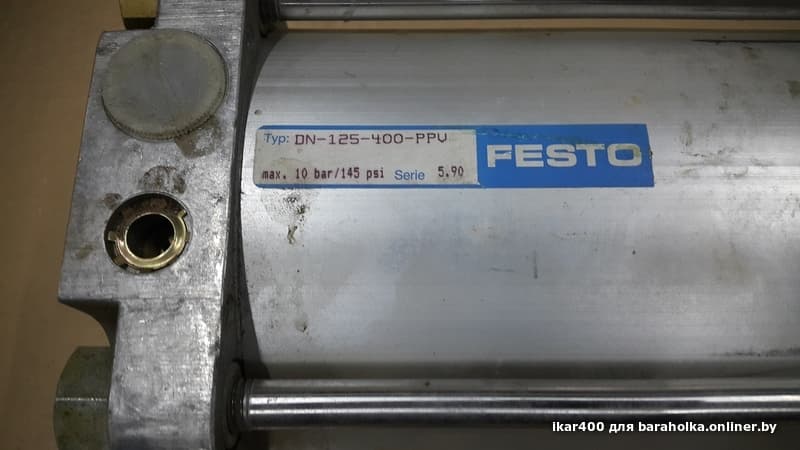 Typ: DN-125-400-PPV
max. 10 bar/145 psi Serie 5.90
FESTO
ikar400 для baraholka.onliner.by